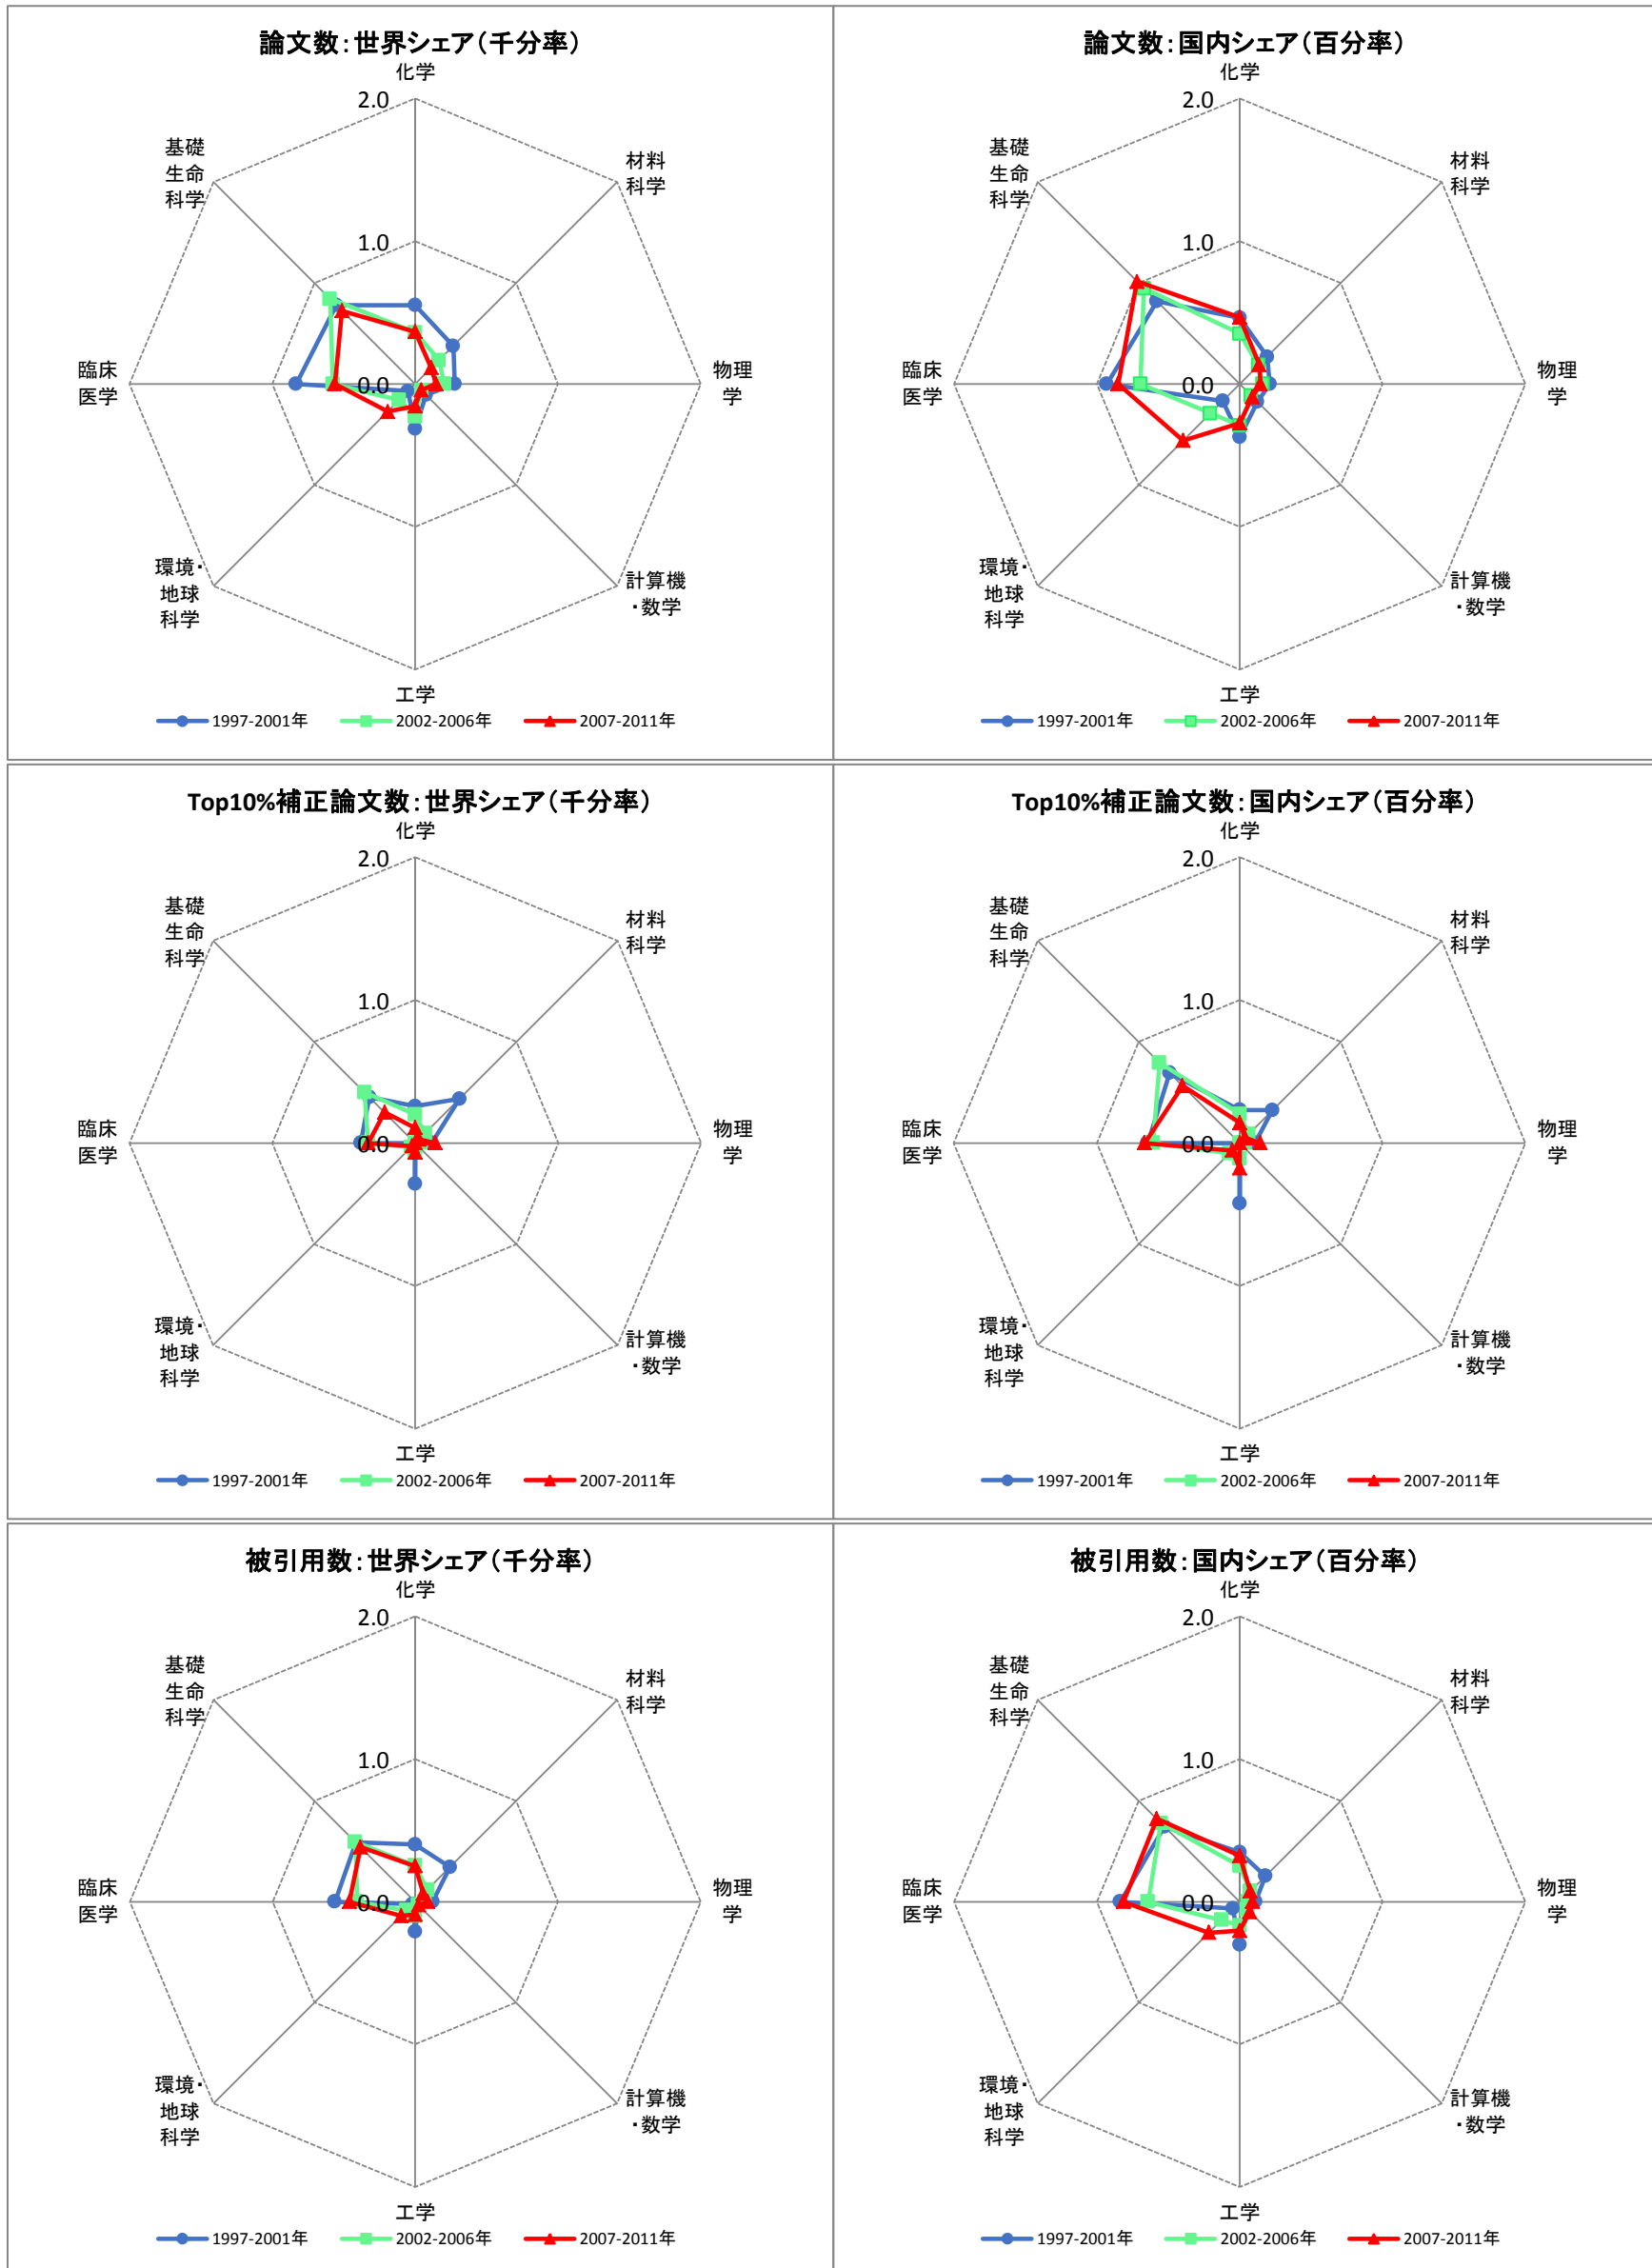 論文数：世界シェア（千分率）
化学
2.0
基礎
生命
科学
材料
科学
1.0
臨床
医学
0.0
物理
学
環境・
地球
科学
計算機
・数学
工学
1997-2001年 2002-2006年 2007-2011年
論文数：国内シェア（百分率）
化学
2.0
基礎
生命
科学
材料
科学
1.0
臨床
医学
0.0
物理
学
環境・
地球
科学
計算機
・数学
工学
1997-2001年 2002-2006年 2007-2011年
Top10%補正論文数：世界シェア（千分率）
化学
2.0
基礎
生命
科学
材料
科学
1.0
臨床
医学
0.0
物理
学
環境・
地球
科学
計算機
・数学
工学
1997-2001年 2002-2006年 2007-2011年
Top10%補正論文数：国内シェア（百分率）
化学
2.0
基礎
生命
科学
材料
科学
1.0
臨床
医学
0.0
物理
学
環境・
地球
科学
計算機
・数学
工学
1997-2001年 2002-2006年 2007-2011年
被引用数：世界シェア（千分率）
化学
2.0
基礎
生命
科学
材料
科学
1.0
臨床
医学
0.0
物理
学
環境・
地球
科学
計算機
・数学
工学
1997-2001年 2002-2006年 2007-2011年
被引用数：国内シェア（百分率）
化学
2.0
基礎
生命
科学
材料
科学
1.0
臨床
医学
0.0
物理
学
環境・
地球
科学
計算機
・数学
工学
1997-2001年 2002-2006年 2007-2011年